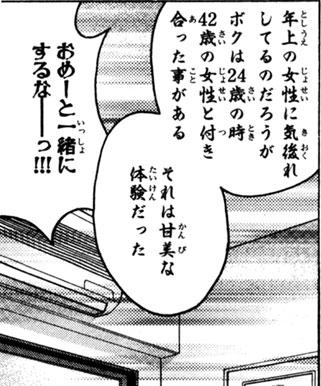 年上の女性に気後れ
してるのだろうが
ボクは24歳の時
42歳の女性と付き
合った事がある
それは甘美な
体験だった
おめーと一緒に
するなーーっ!!!